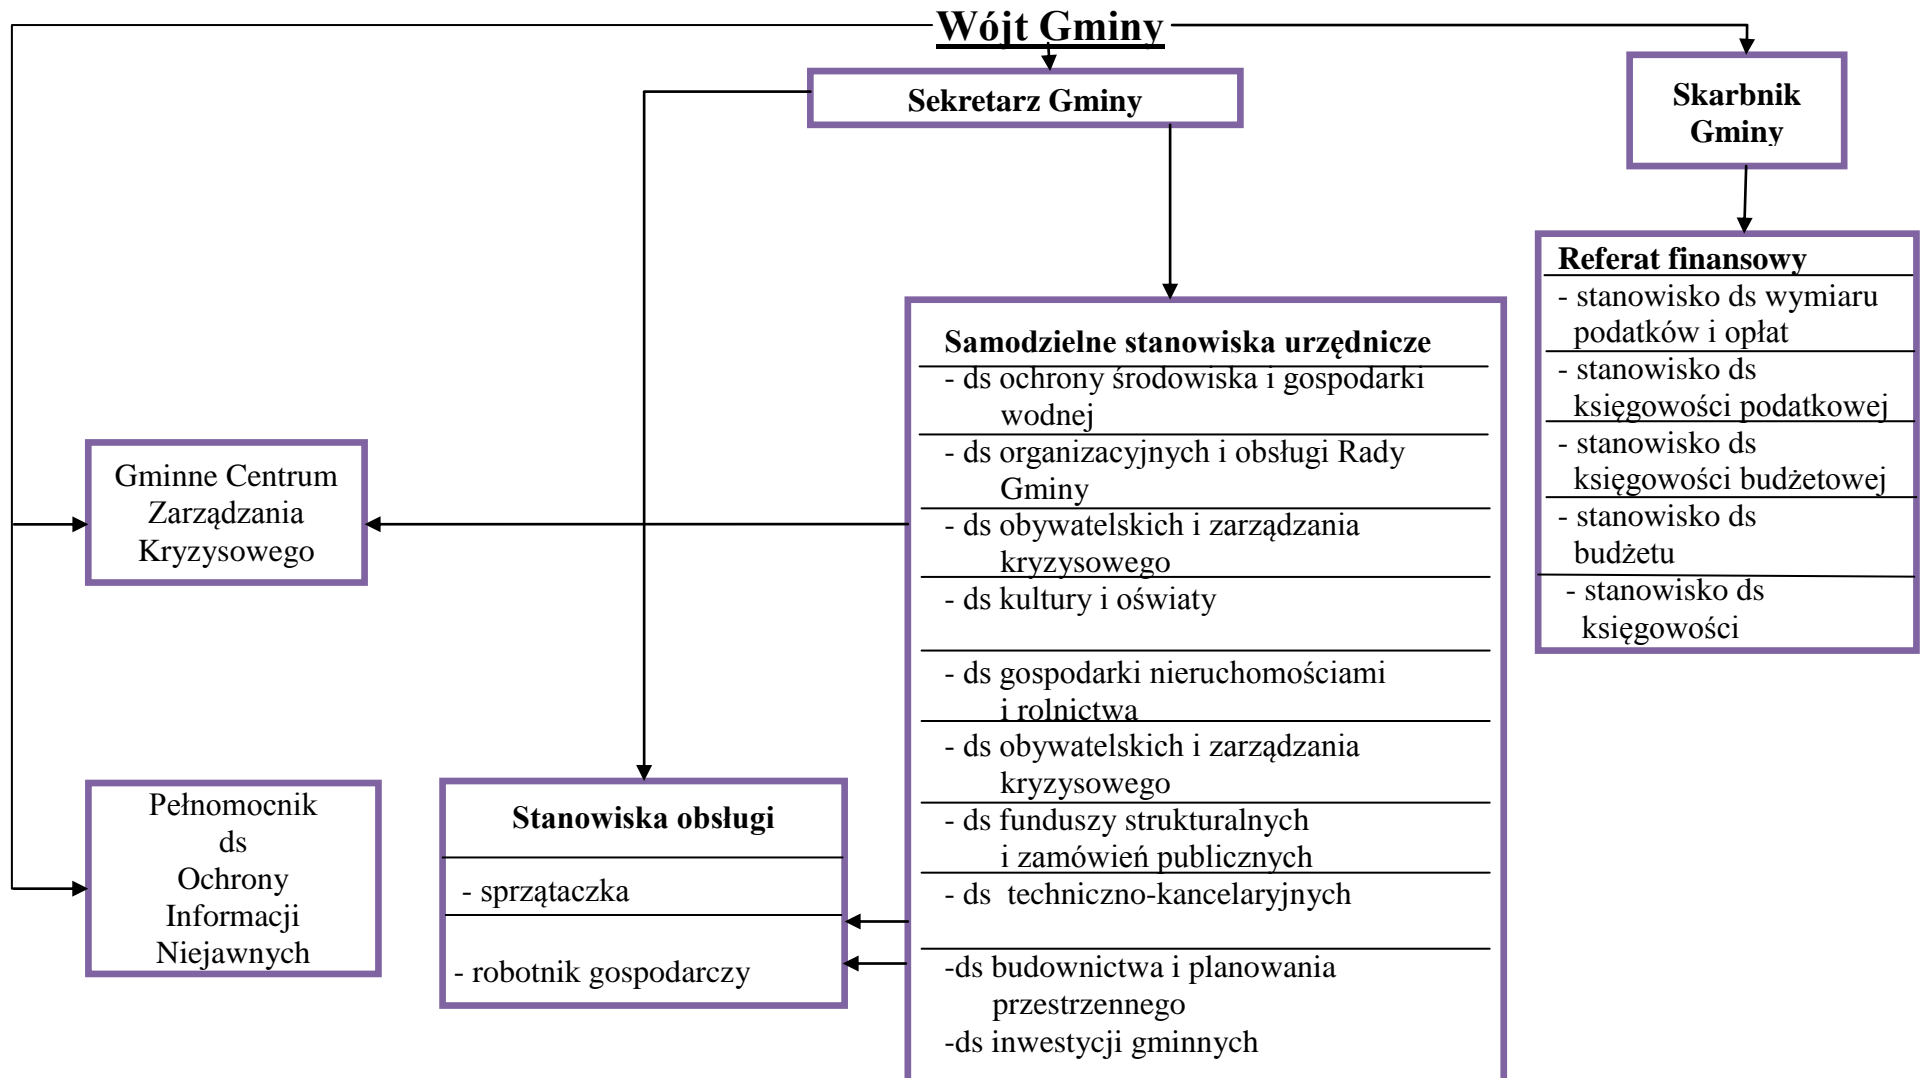 Wójt Gminy
Sekretarz Gminy
Skarbnik
Gminy
Referat finansowy
- stanowisko ds wymiaru
podatków i opłat
- stanowisko ds
księgowości podatkowej
- stanowisko ds
księgowości budżetowej
- stanowisko ds
budżetu
- stanowisko ds
księgowości
Samodzielne stanowiska urzędnicze
- ds ochrony środowiska i gospodarki
wodnej
- ds organizacyjnych i obsługi Rady
Gminy
- ds obywatelskich i zarządzania
kryzysowego
- ds kultury i oświaty
- ds gospodarki nieruchomościami
i rolnictwa
- ds obywatelskich i zarządzania
kryzysowego
- ds funduszy strukturalnych
i zamówień publicznych
- ds techniczno-kancelaryjnych
-ds budownictwa i planowania
przestrzennego
-ds inwestycji gminnych
Gminne Centrum
Zarządzania
Kryzysowego
Pełnomocnik
ds
Ochrony
Informacji
Niejawnych
Stanowiska obsługi
- sprzątaczka
- robotnik gospodarczy